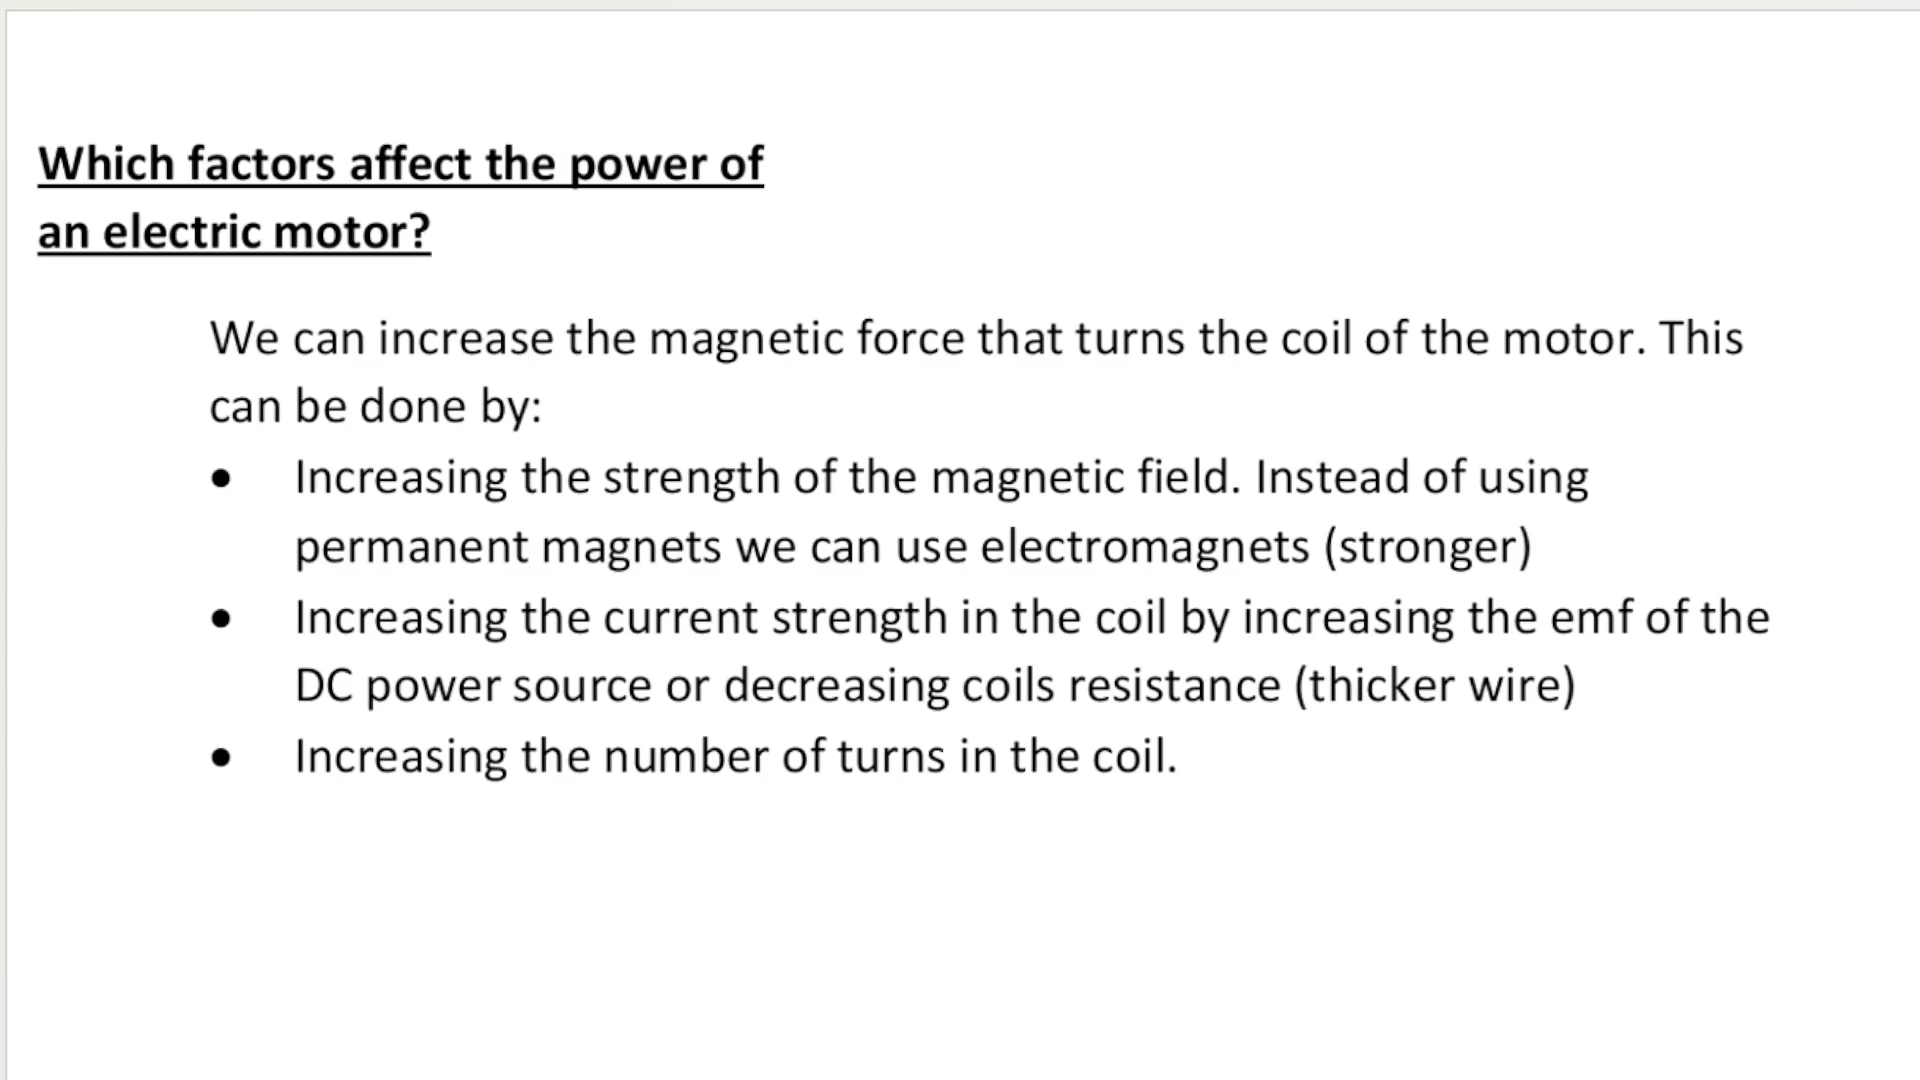 Which factors affect the power of
an electric motor?
We can increase the magnetic force that turns the coil of the motor. This
can be done by:
• Increasing the strength of the magnetic field. Instead of using
permanent magnets we can use electromagnets (stronger)
• Increasing the current strength in the coil by increasing the emf of the
DC power source or decreasing coils resistance (thicker wire)
• Increasing the number of turns in the coil.